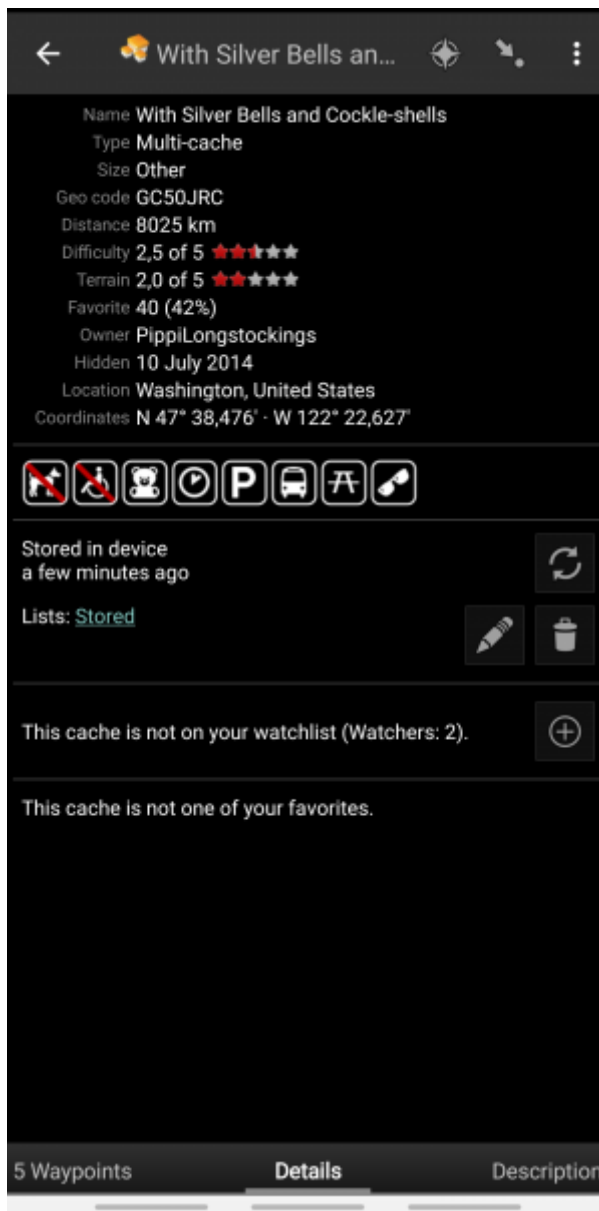 With Silver Bells an...
Name With Silver Bells and Cockle-shells
Type Multi-cache
Size Other
Geo code GC50JRC
Distance 8025 km
Difficulty 2,5 of 5
Terrain 2,0 of 5
Favorite 40 (42%)
Owner PippiLongstockings
Hidden 10 July 2014
Location Washington, United States
Coordinates N 47° 38,476' · W 122° 22,627'
P
Stored in device
a few minutes ago
Lists: Stored
This cache is not on your watchlist (Watchers: 2).
This cache is not one of your favorites.
5 Waypoints Details Description